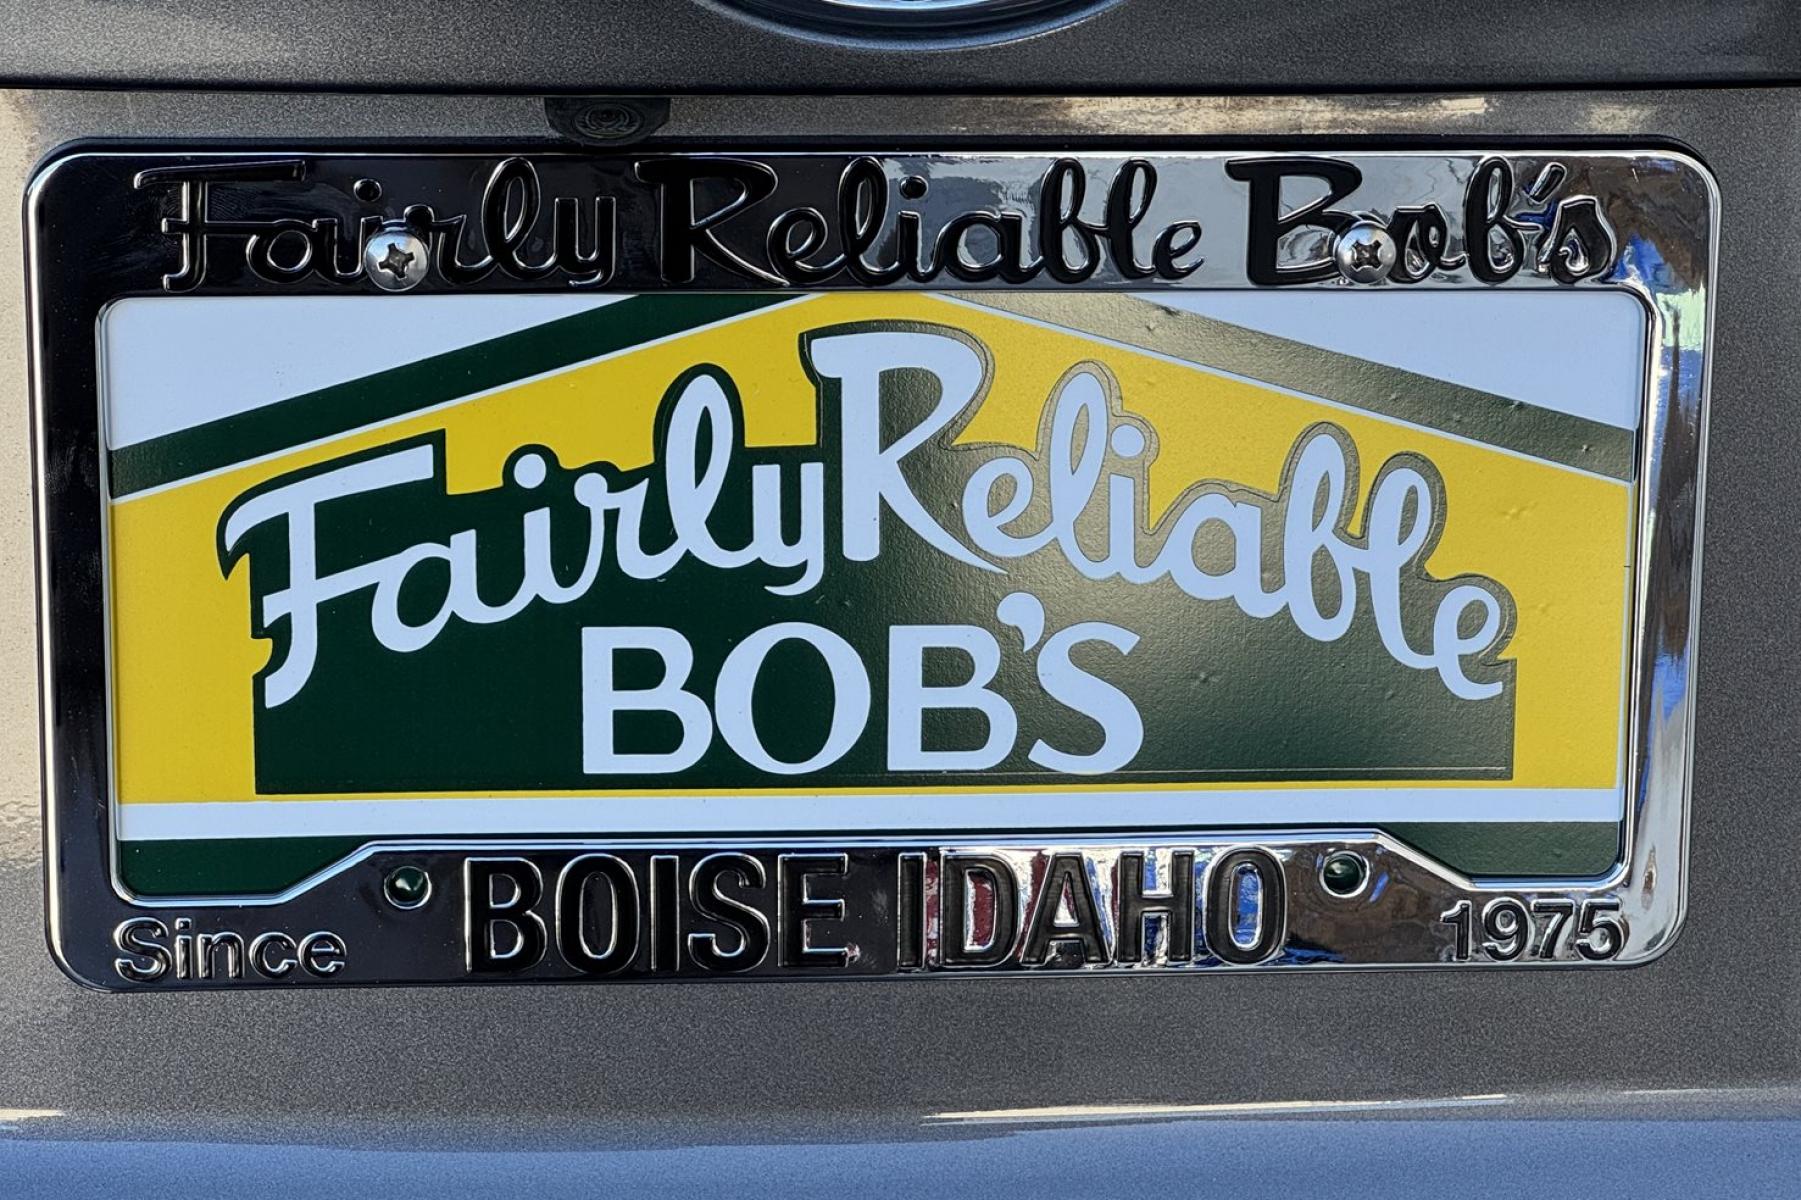 Fairly Reliable Bob's
Fairly Reliable
BOB'S
BOISE IDAHO
Since 1975